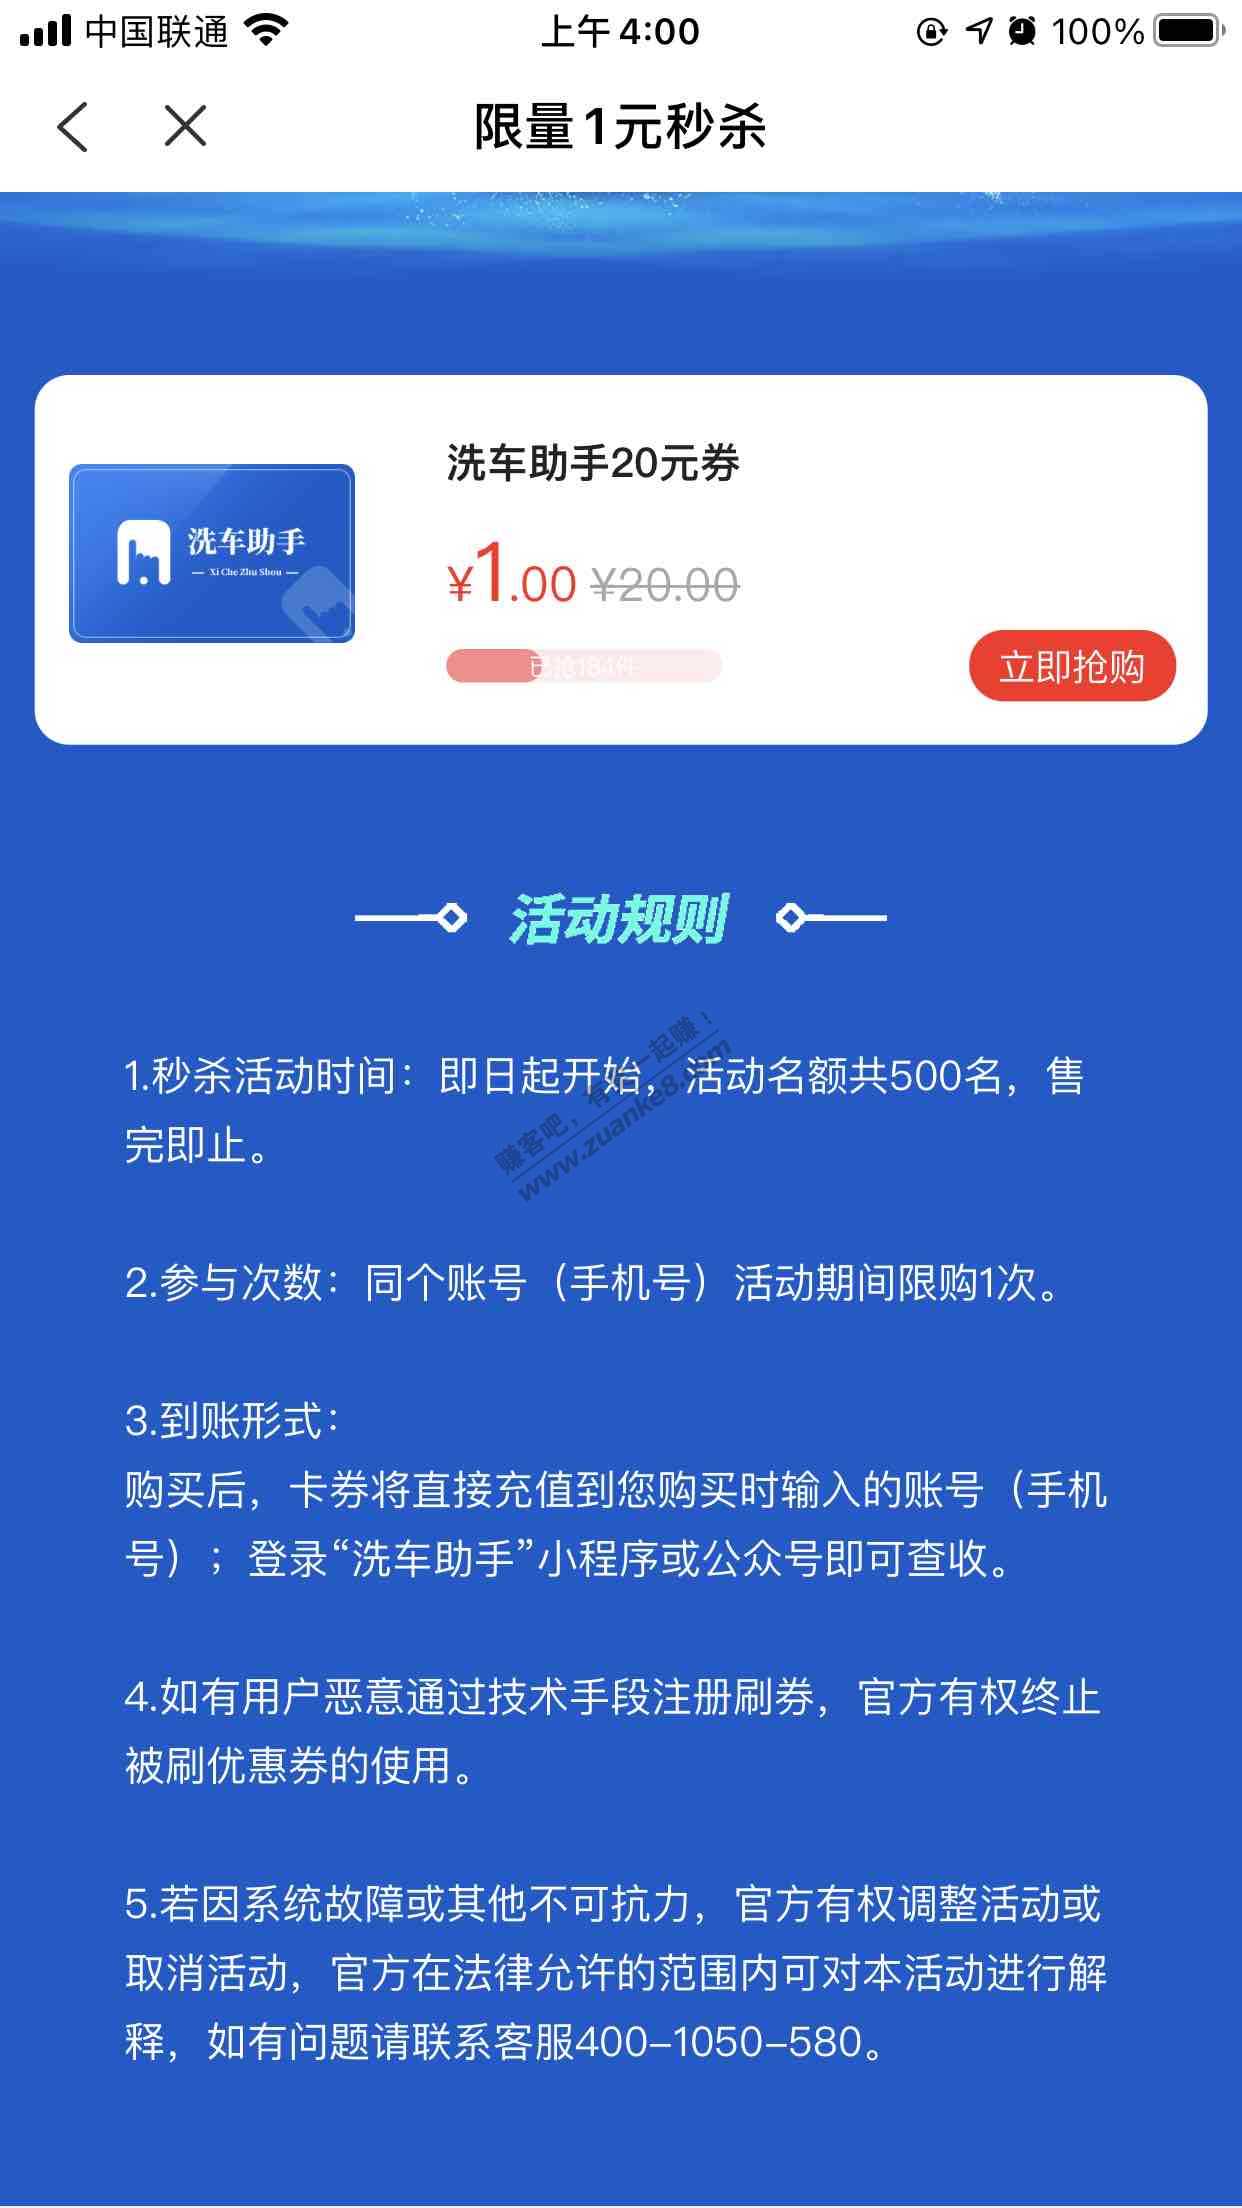 中国联通
上午 4:00
100%
限量1元秒杀
洗车助手20元券
洗车助手
Xi Che Zhu Shou
¥1.00 ¥20.00
已抢184件
立即抢购
活动规则
1.秒杀活动时间：即日起开始，活动名额共500名，售
完即止。
赚客吧，有奖一起赚！
www.zuanke8.com
2.参与次数：同个账号（手机号）活动期间限购1次。
3.到账形式：
购买后，卡券将直接充值到您购买时输入的账号（手机
号）；登录“洗车助手”小程序或公众号即可查收。
4.如有用户恶意通过技术手段注册刷券，官方有权终止
被刷优惠券的使用。
5.若因系统故障或其他不可抗力，官方有权调整活动或
取消活动，官方在法律允许的范围内可对本活动进行解
释，如有问题请联系客服400-1050-580。